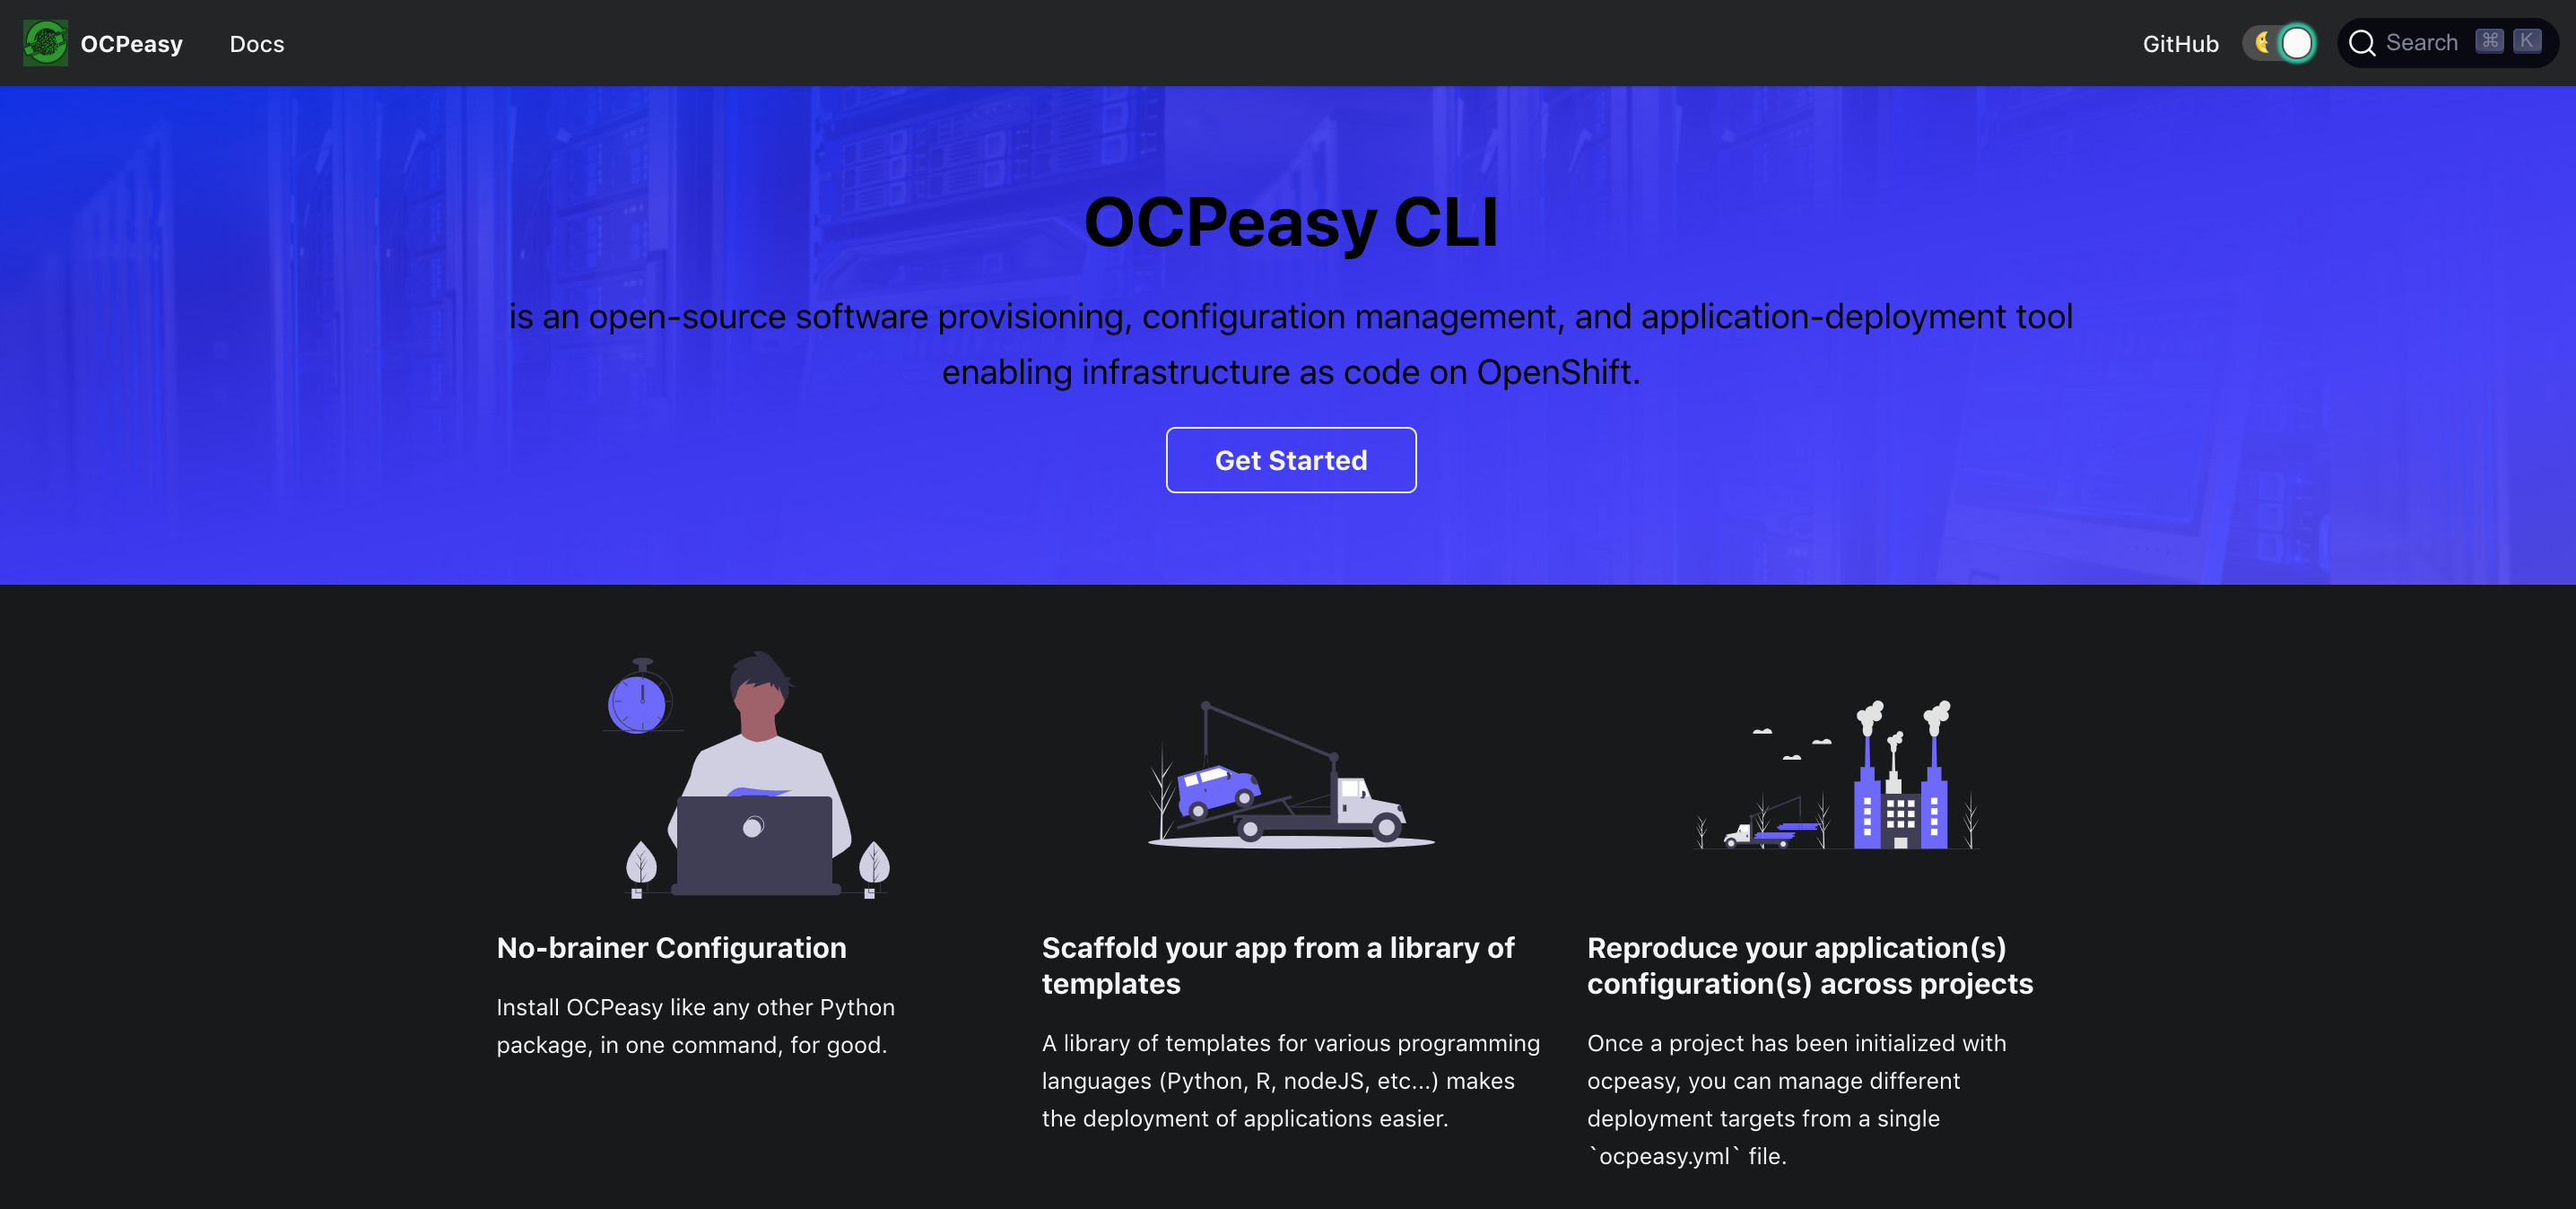 OCPeasy Docs GitHub Search ⌘ K
OCPeasy CLI
is an open-source software provisioning, configuration management, and application-deployment tool
enabling infrastructure as code on OpenShift.
Get Started
No-brainer Configuration
Install OCPeasy like any other Python
package, in one command, for good.
Scaffold your app from a library of
templates
A library of templates for various programming
languages (Python, R, nodeJS, etc...) makes
the deployment of applications easier.
Reproduce your application(s)
configuration(s) across projects
Once a project has been initialized with
ocpeasy, you can manage different
deployment targets from a single
`ocpeasy.yml` file.